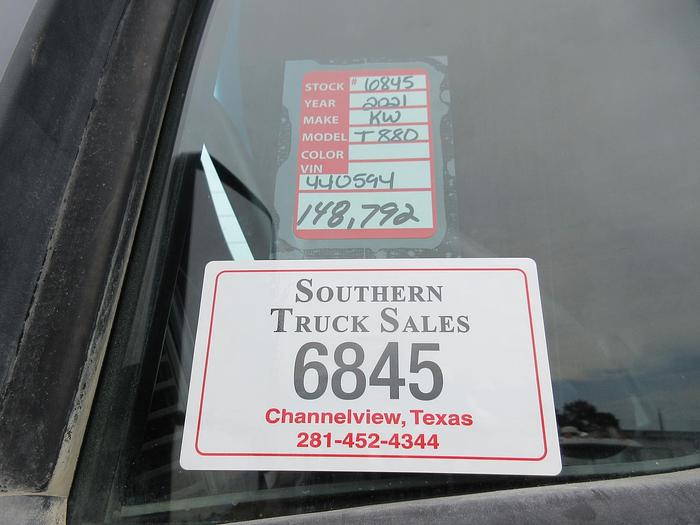 STOCK # 6845
YEAR 2021
MAKE KW
MODEL T880
COLOR
VIN
440594
148,792
SOUTHERN
TRUCK SALES
6845
Channelview, Texas
281-452-4344